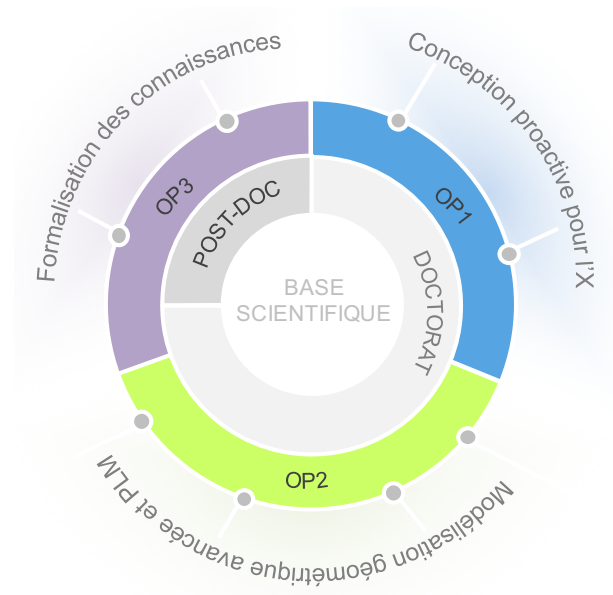 Formalisation des connaissances
Conception proactive pour l'X
OP3
OP1
POST-DOC
DOCTORAT
BASE
SCIENTIFIQUE
OP2
Modélisation géométrique avancée et PLM